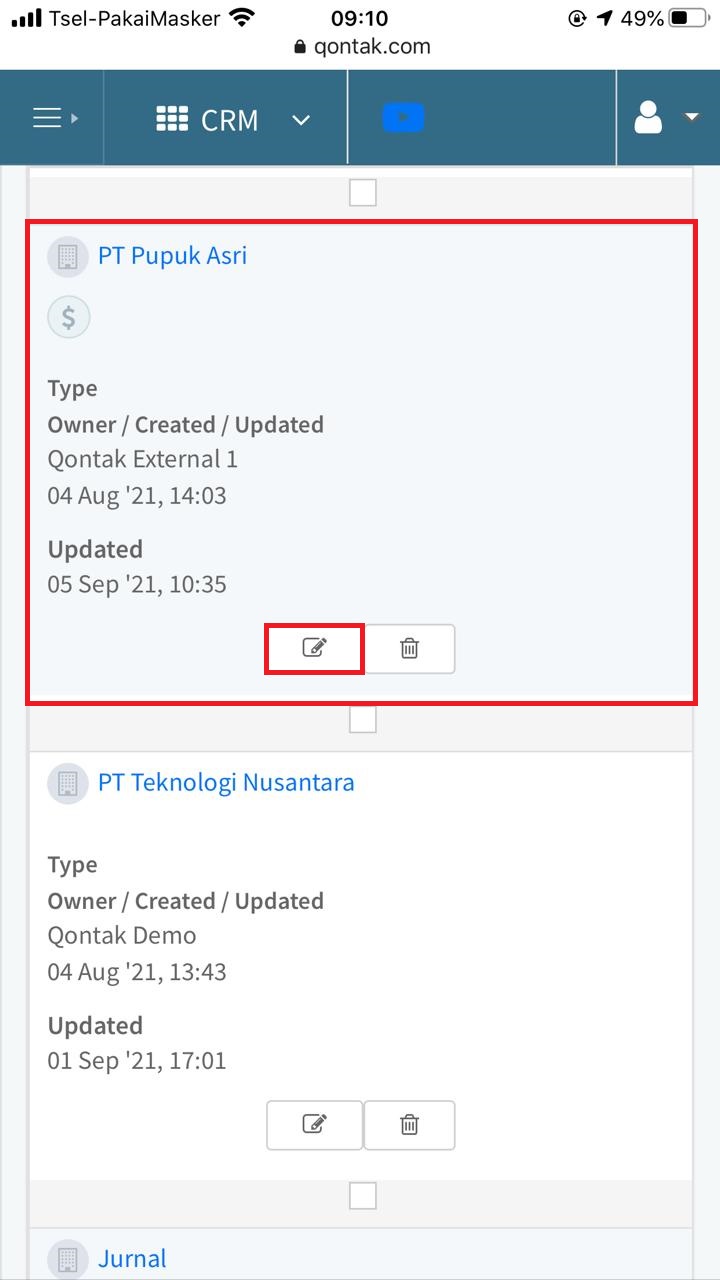 Tsel-PakaiMasker 09:10 49%
qontak.com
CRM
PT Pupuk Asri
$
Type
Owner / Created / Updated
Qontak External 1
04 Aug '21, 14:03
Updated
05 Sep '21, 10:35
PT Teknologi Nusantara
Type
Owner / Created / Updated
Qontak Demo
04 Aug '21, 13:43
Updated
01 Sep '21, 17:01
Jurnal